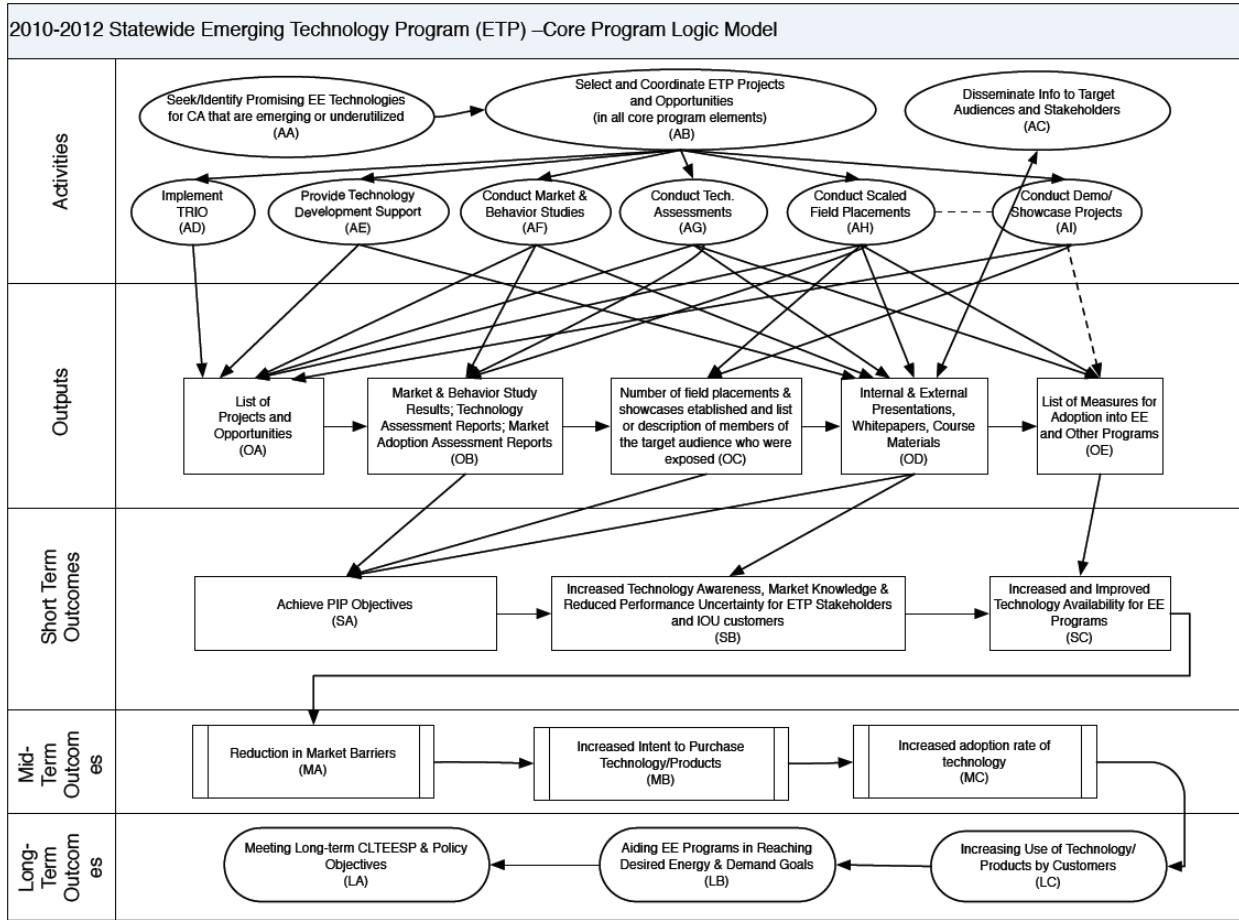 2010-2012 Statewide Emerging Technology Program (ETP) –Core Program Logic Model
Activities
Seek/Identify Promising EE Technologies
for CA that are emerging or underutilized
(AA)
Select and Coordinate ETP Projects
and Opportunities
(in all core program elements)
(AB)
Disseminate Info to Target
Audiences and Stakeholders
(AC)
Implement
TRIO
(AD)
Provide Technology
Development Support
(AE)
Conduct Market &
Behavior Studies
(AF)
Conduct Tech.
Assessments
(AG)
Conduct Scaled
Field Placements
(AH)
Conduct Demo/
Showcase Projects
(AI)
Outputs
List of
Projects and
Opportunities
(OA)
Market & Behavior Study
Results; Technology
Assessment Reports; Market
Adoption Assessment Reports
(OB)
Number of field placements &
showcases etablished and list
or description of members of
the target audience who were
exposed (OC)
Internal & External
Presentations,
Whitepapers, Course
Materials
(OD)
List of Measures for
Adoption into EE
and Other Programs
(OE)
Short Term
Outcomes
Achieve PIP Objectives
(SA)
Increased Technology Awareness, Market Knowledge &
Reduced Performance Uncertainty for ETP Stakeholders
and IOU customers
(SB)
Increased and Improved
Technology Availability for EE
Programs
(SC)
Mid-
Term
Outcom
es
Reduction in Market Barriers
(MA)
Increased Intent to Purchase
Technology/Products
(MB)
Increased adoption rate of
technology
(MC)
Long-
Term
Outcom
es
Meeting Long-term CLTEESP & Policy
Objectives
(LA)
Aiding EE Programs in Reaching
Desired Energy & Demand Goals
(LB)
Increasing Use of Technology/
Products by Customers
(LC)